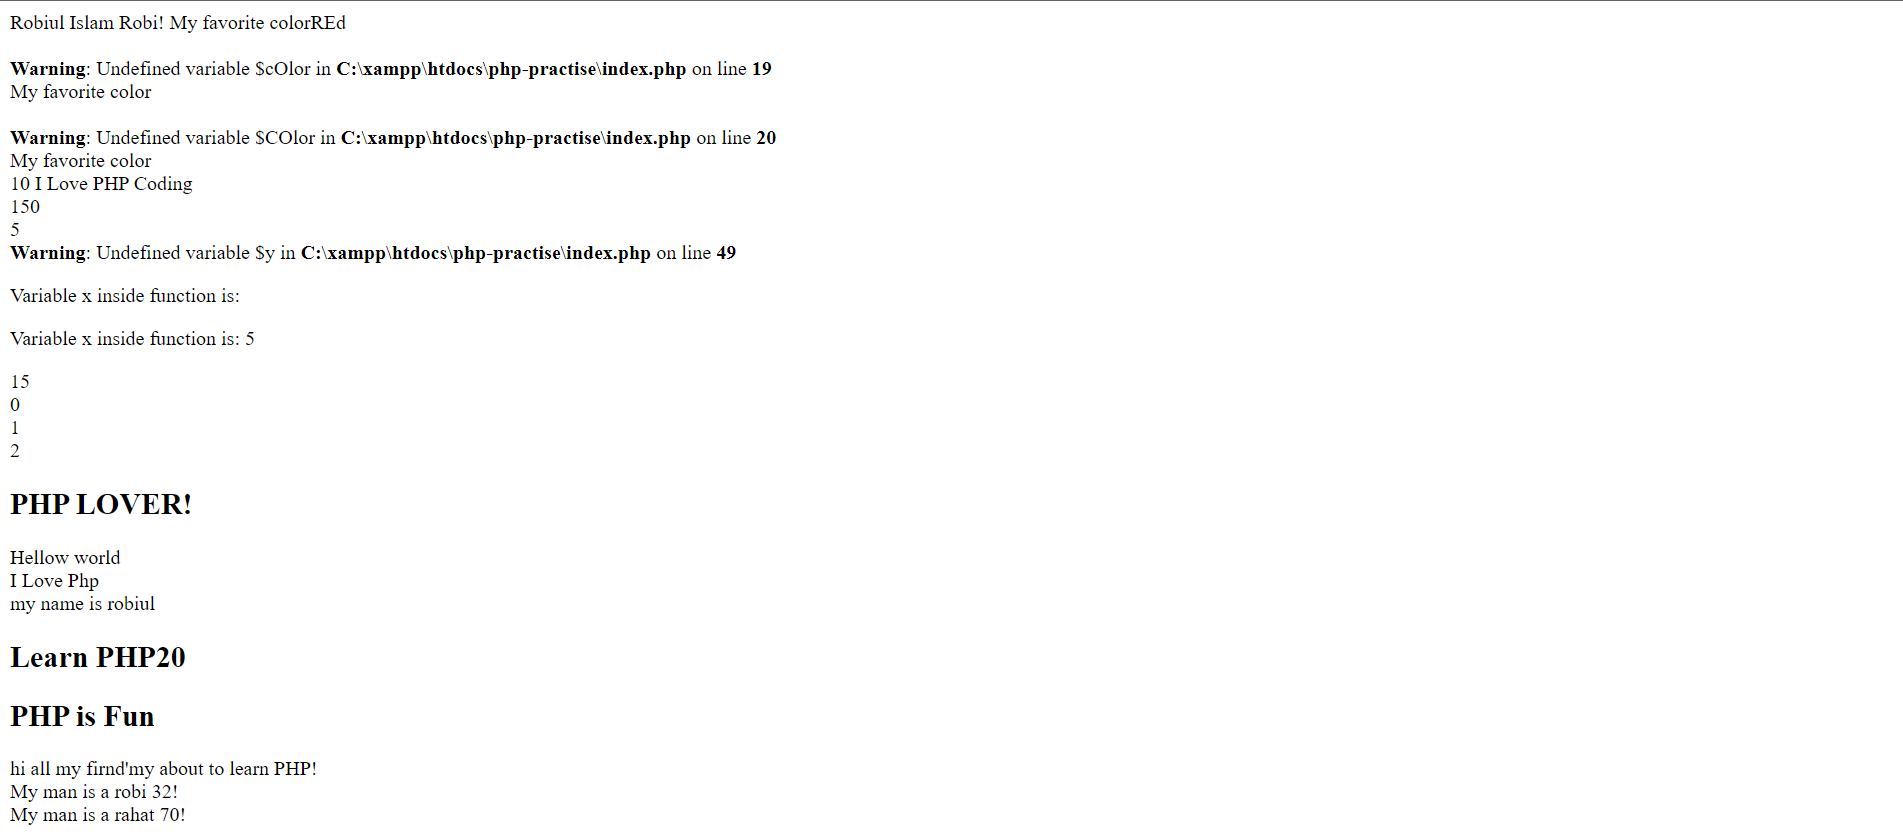 Robiul Islam Robi! My favorite colorREd
Warning: Undefined variable $cOlor in C:\xampp\htdocs\php-practise\index.php on line 19
My favorite color
Warning: Undefined variable $COlor in C:\xampp\htdocs\php-practise\index.php on line 20
My favorite color
10 I Love PHP Coding
150
5
Warning: Undefined variable $y in C:\xampp\htdocs\php-practise\index.php on line 49
Variable x inside function is:
Variable x inside function is: 5
15
0
1
2
PHP LOVER!
Hellow world
I Love Php
my name is robiul
Learn PHP20
PHP is Fun
hi all my firnd'my about to learn PHP!
My man is a robi 32!
My man is a rahat 70!